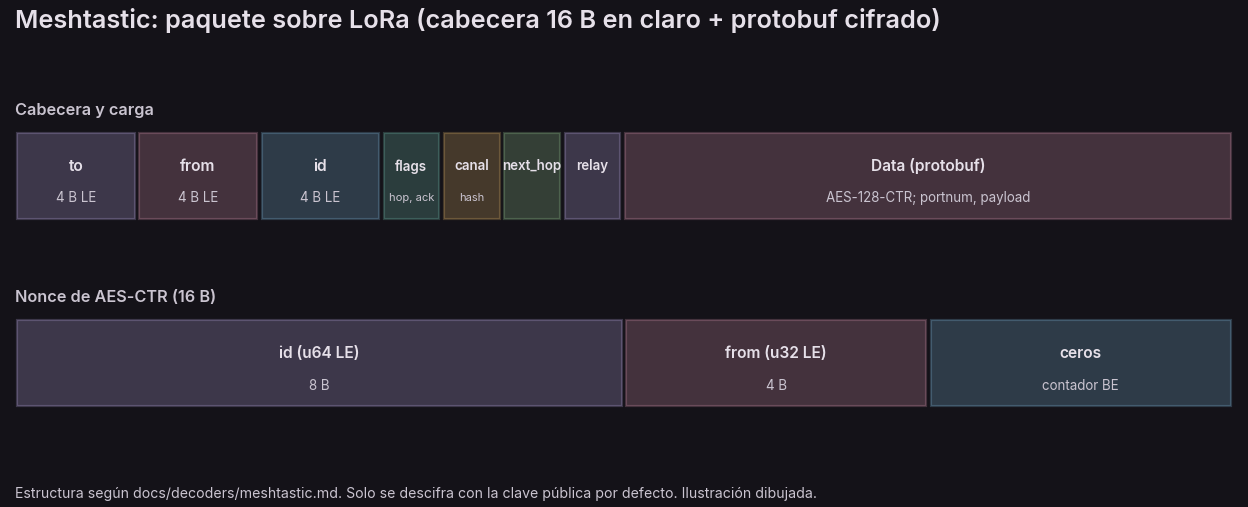 Meshtastic: paquete sobre LoRa (cabecera 16 B en claro + protobuf cifrado)
Cabecera y carga
to from id flags canal next_hop relay Data (protobuf)
4 B LE 4 B LE 4 B LE hop, ack hash AES-128-CTR; portnum, payload
Nonce de AES-CTR (16 B)
id (u64 LE) from (u32 LE) ceros
8 B 4 B contador BE
Estructura según docs/decoders/meshtastic.md. Solo se descifra con la clave pública por defecto. Ilustración dibujada.